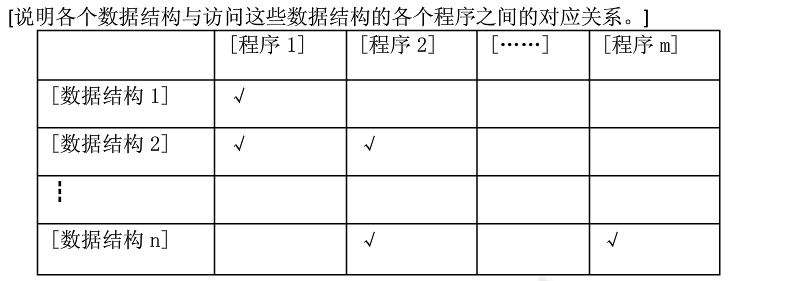 [说明各个数据结构与访问这些数据结构的各个程序之间的对应关系。]
[程序 1] [程序 2] [……] [程序 m]
[数据结构 1] √
[数据结构 2] √ √
┇
[数据结构 n] √ √